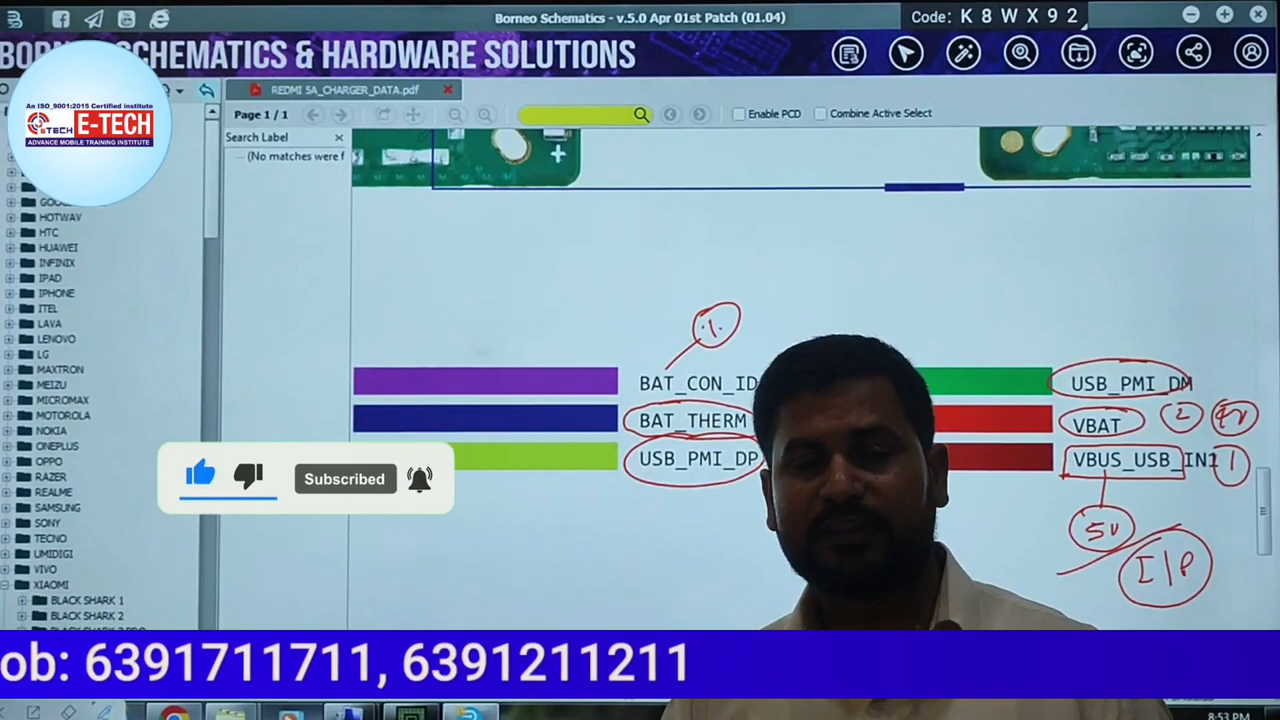 Borneo Schematics - v.5.0 Apr 01st Patch (01.04)
Code: K 8 W X 9 2
SCHEMATICS & HARDWARE SOLUTIONS
An ISO_9001:2015 Certified institute
E-TECH
E-TECH
ADVANCE MOBILE TRAINING INSTITUTE
REDMI 5A_CHARGER_DATA.pdf
Page 1 / 1
Enable PCD
Combine Active Select
Search Label
(No matches were f
HOTWAV
HTC
HUAWEI
INFINIX
IPAD
IPHONE
ITEL
LAVA
LENOVO
LG
MAXTRON
MEIZU
MICROMAX
MOTOROLA
NOKIA
ONEPLUS
OPPO
RAZER
REALME
SAMSUNG
SONY
TECNO
UMIDIGI
VIVO
XIAOMI
BLACK SHARK 1
BLACK SHARK 2
%
BAT_CON_ID
USB_PMI_DM
BAT_THERM
VBAT
2
4V
USB_PMI_DP
VBUS_USB_IN1
1
5V
I/P
Subscribed
ob: 6391711711, 6391211211
8:53 PM